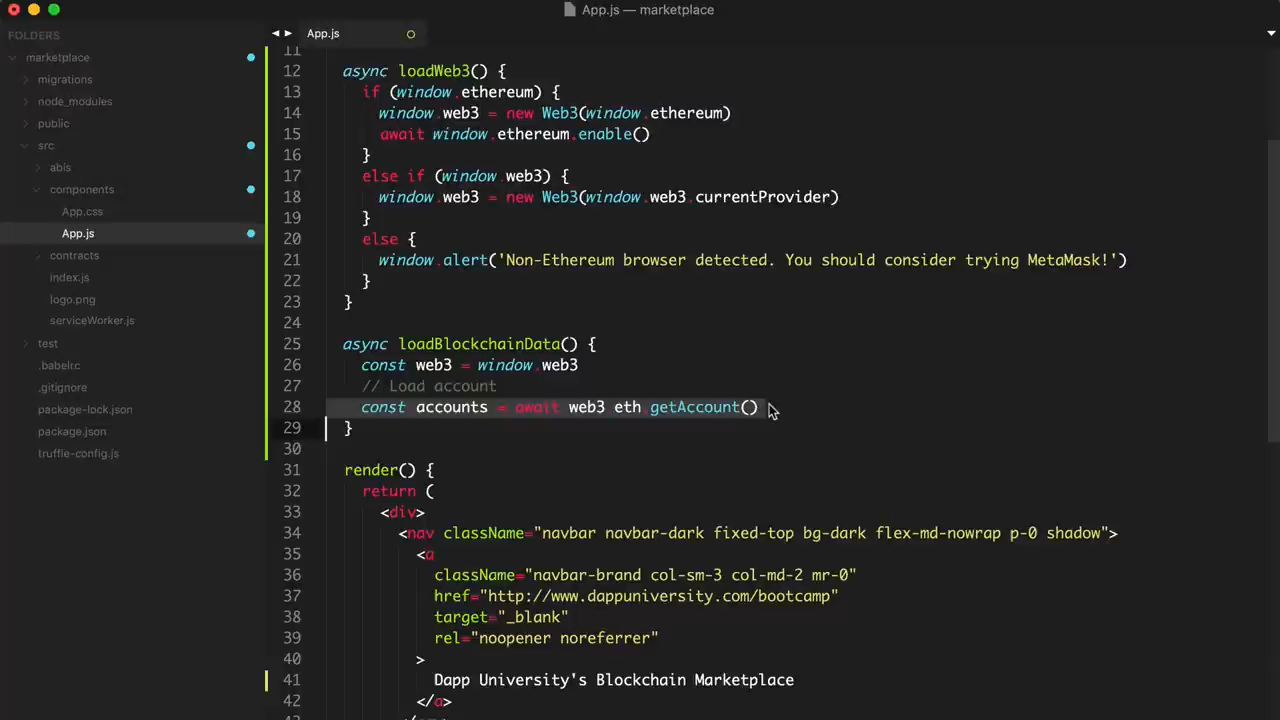 App.js — marketplace
FOLDERS
marketplace
migrations
node_modules
public
src
abis
components
App.css
App.js
contracts
index.js
logo.png
serviceWorker.js
test
.babelrc
.gitignore
package-lock.json
package.json
truffle-config.js
App.js
11
12 async loadWeb3() {
13 if (window.ethereum) {
14 window.web3 = new Web3(window.ethereum)
15 await window.ethereum.enable()
16 }
17 else if (window.web3) {
18 window.web3 = new Web3(window.web3.currentProvider)
19 }
20 else {
21 window.alert('Non-Ethereum browser detected. You should consider trying MetaMask!')
22 }
23 }
24
25 async loadBlockchainData() {
26 const web3 = window.web3
27 // Load account
28 const accounts = await web3 eth.getAccount()
29 }
30
31 render() {
32 return (
33 <div>
34 <nav className="navbar navbar-dark fixed-top bg-dark flex-md-nowrap p-0 shadow">
35 <a
36 className="navbar-brand col-sm-3 col-md-2 mr-0"
37 href="http://www.dappuniversity.com/bootcamp"
38 target="_blank"
39 rel="noopener noreferrer"
40 >
41 Dapp University's Blockchain Marketplace
42 </a>